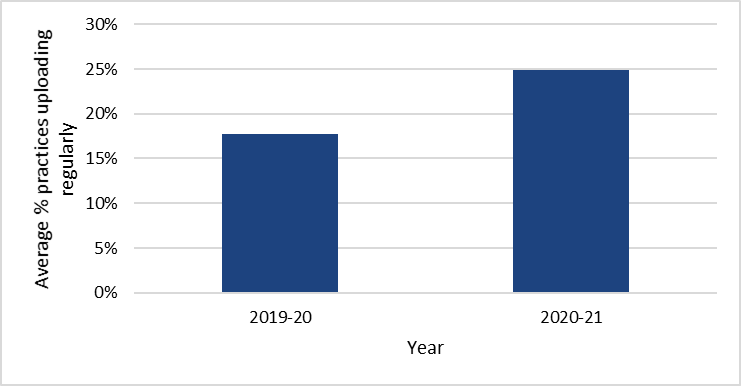 Average % practices uploading
regularly
30%
25%
20%
15%
10%
5%
0%
2019-20 2020-21
Year